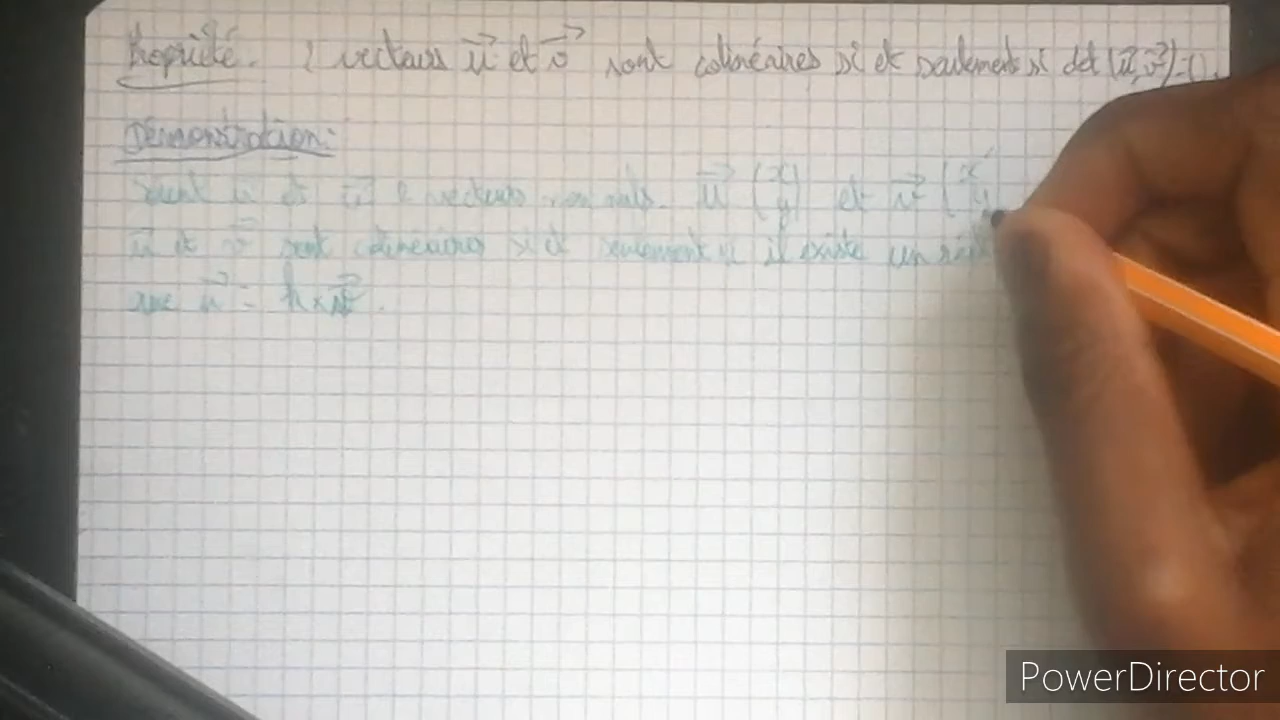 Propriété. 2 vecteurs u⃗ et v⃗ sont colinéaires si et seulement si det(u⃗,v⃗)=0.
Démonstration:
Soient u⃗ et v⃗ 2 vecteurs non nuls. u⃗ (x y) et v⃗ (x' y
u⃗ et v⃗ sont colinéaires si et seulement si il existe un réel
que u⃗ = k×v⃗.
PowerDirector